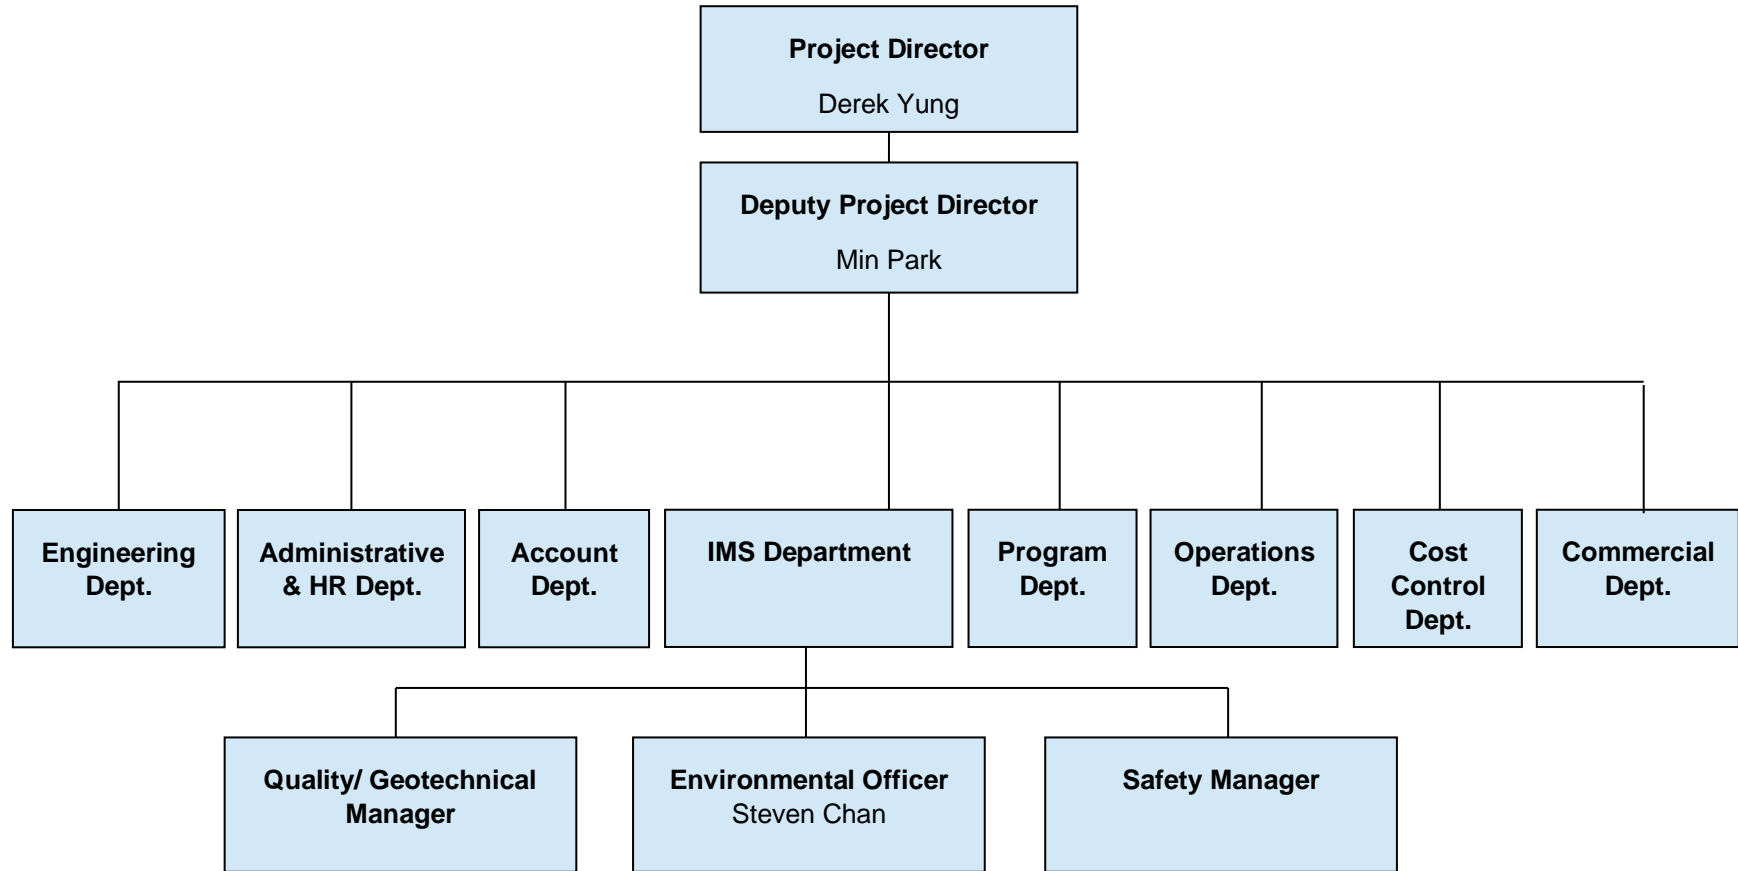 Project Director
Derek Yung
Deputy Project Director
Min Park
Engineering
Dept.
Administrative
& HR Dept.
Account
Dept.
IMS Department
Program
Dept.
Operations
Dept.
Cost
Control
Dept.
Commercial
Dept.
Quality/ Geotechnical
Manager
Environmental Officer
Steven Chan
Safety Manager